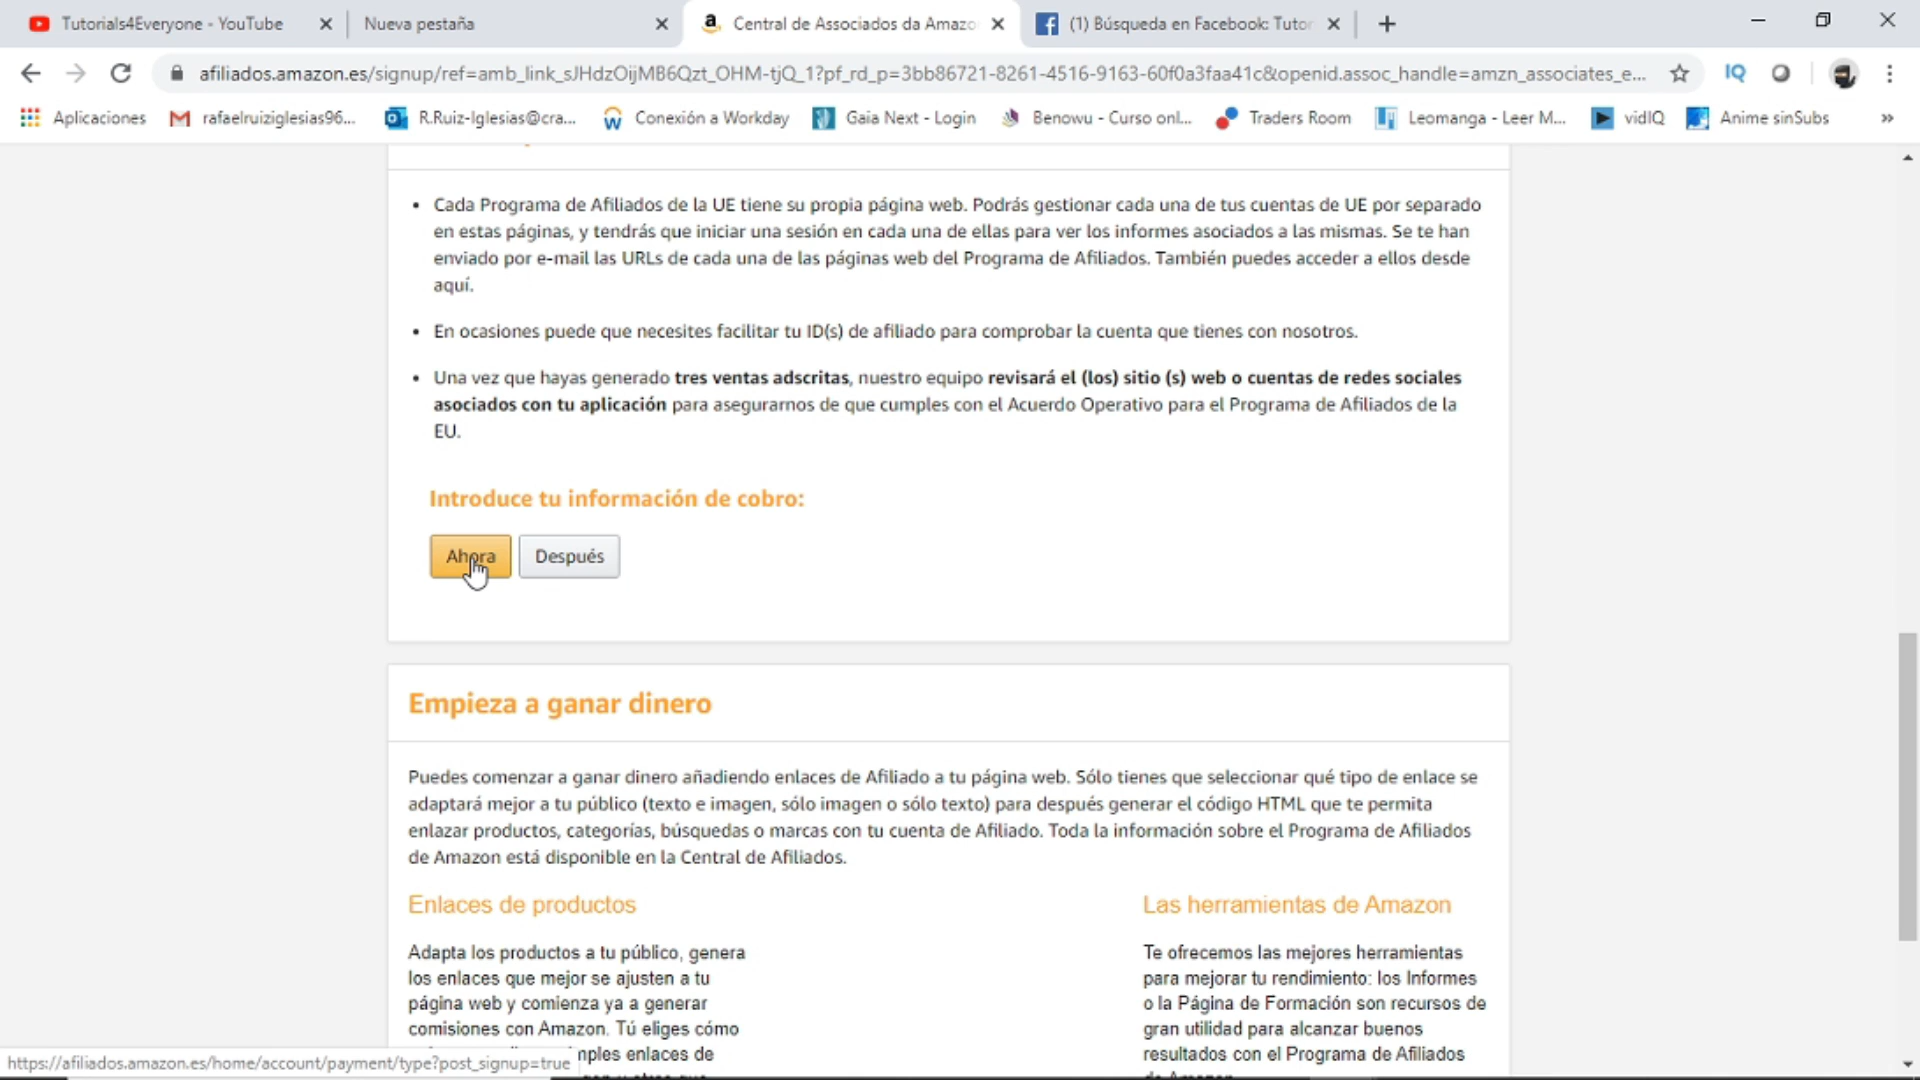 Tutorials4Everyone - YouTube
Nueva pestaña
Central de Associados da Amazo
(1) Búsqueda en Facebook: Tutor
afiliados.amazon.es/signup/ref=amb_link_sJHdzOijMB6Qzt_OHM-tjQ_1?pf_rd_p=3bb86721-8261-4516-9163-60f0a3faa41c&openid.assoc_handle=amzn_associates_e...
IQ
Aplicaciones
rafaelruiziglesias96...
R.Ruiz-Iglesias@cra...
Conexión a Workday
Gaia Next - Login
Benowu - Curso onl...
Traders Room
Leomanga - Leer M...
vidIQ
Anime sinSubs
»
• Cada Programa de Afiliados de la UE tiene su propia página web. Podrás gestionar cada una de tus cuentas de UE por separado
en estas páginas, y tendrás que iniciar una sesión en cada una de ellas para ver los informes asociados a las mismas. Se te han
enviado por e-mail las URLs de cada una de las páginas web del Programa de Afiliados. También puedes acceder a ellos desde
aquí.
• En ocasiones puede que necesites facilitar tu ID(s) de afiliado para comprobar la cuenta que tienes con nosotros.
• Una vez que hayas generado tres ventas adscritas, nuestro equipo revisará el (los) sitio (s) web o cuentas de redes sociales
asociados con tu aplicación para asegurarnos de que cumples con el Acuerdo Operativo para el Programa de Afiliados de la
EU.
Introduce tu información de cobro:
Ahora
Después
Empieza a ganar dinero
Puedes comenzar a ganar dinero añadiendo enlaces de Afiliado a tu página web. Sólo tienes que seleccionar qué tipo de enlace se
adaptará mejor a tu público (texto e imagen, sólo imagen o sólo texto) para después generar el código HTML que te permita
enlazar productos, categorías, búsquedas o marcas con tu cuenta de Afiliado. Toda la información sobre el Programa de Afiliados
de Amazon está disponible en la Central de Afiliados.
Enlaces de productos
Adapta los productos a tu público, genera
los enlaces que mejor se ajusten a tu
página web y comienza ya a generar
comisiones con Amazon. Tú eliges cómo
enlaces de
Las herramientas de Amazon
Te ofrecemos las mejores herramientas
para mejorar tu rendimiento: los Informes
o la Página de Formación son recursos de
gran utilidad para alcanzar buenos
resultados con el Programa de Afiliados
https://afiliados.amazon.es/home/account/payment/type?post_signup=true